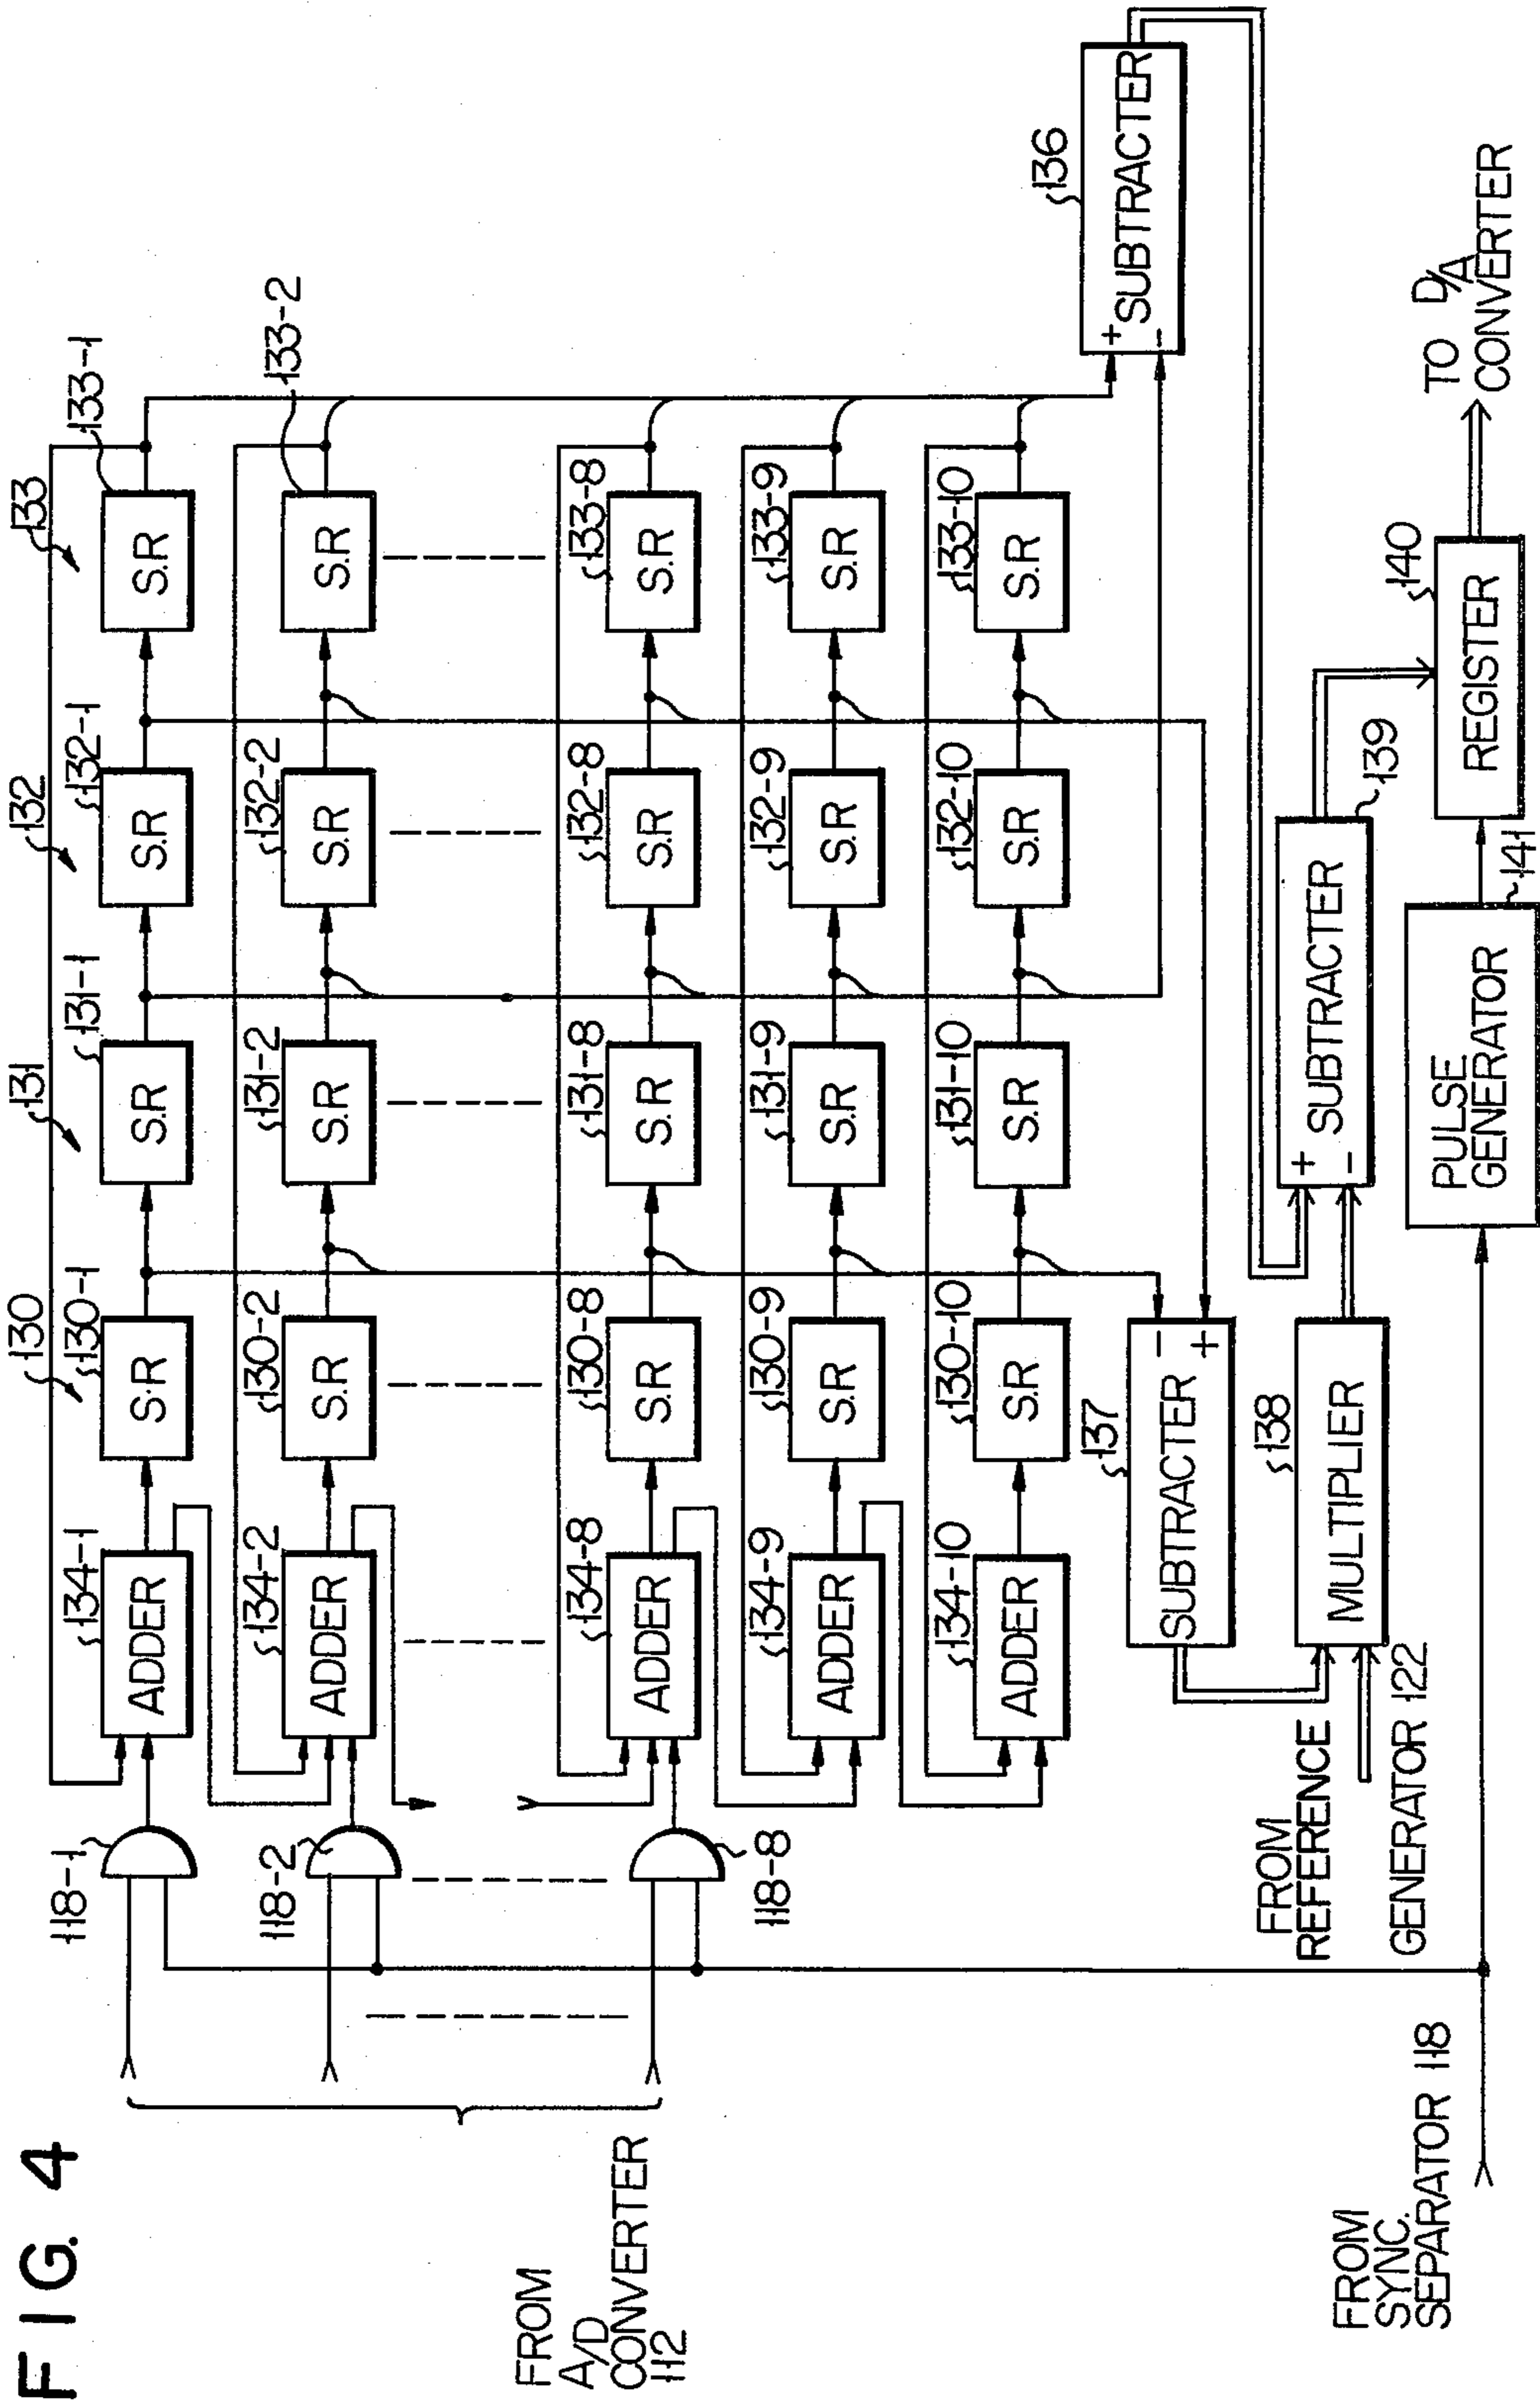 FIG. 4
FROM
A/D
CONVERTER
112
118-1
118-2
118-8
134-1
ADDER
130
130-1
S.R
131
131-1
S.R
132
132-1
S.R
133
133-1
S.R
134-2
ADDER
130-2
S.R
131-2
S.R
132-2
S.R
133-2
S.R
134-8
ADDER
130-8
S.R
131-8
S.R
132-8
S.R
133-8
S.R
134-9
ADDER
130-9
S.R
131-9
S.R
132-9
S.R
133-9
S.R
134-10
ADDER
130-10
S.R
131-10
S.R
132-10
S.R
133-10
S.R
137
SUBTRACTER
-
+
136
+
-
SUBTRACTER
FROM
REFERENCE
GENERATOR 122
138
MULTIPLIER
+
-
SUBTRACTER
139
REGISTER
140
TO D/A
CONVERTER
PULSE
GENERATOR
141
FROM
SYNC.
SEPARATOR 118